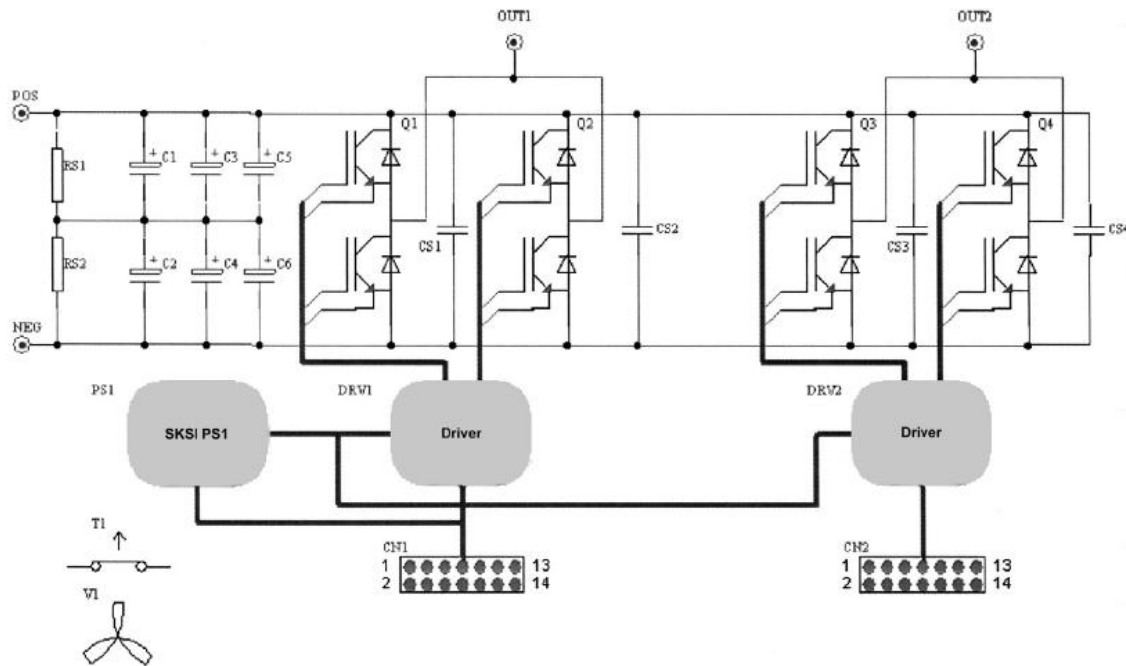 OUT1 OUT2
POS
Q1 Q2 Q3 Q4
RS1 C1 C3 C5
CS1 CS2 CS3 CS4
RS2 C2 C4 C6
NEG
PS1 DRV1 DRV2
SKSI PS1 Driver Driver
T1
CN1 CN2
1 13 1 13
2 14 2 14
V1